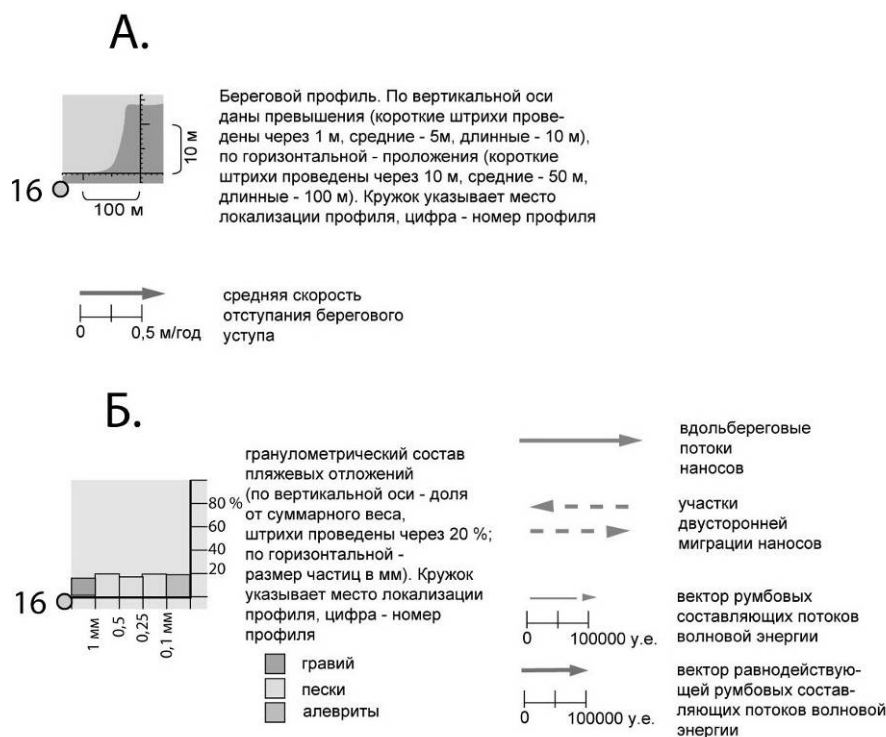 А.
Береговой профиль. По вертикальной оси
даны превышения (короткие штрихи прове-
дены через 1 м, средние - 5м, длинные - 10 м),
по горизонтальной - проложения (короткие
штрихи проведены через 10 м, средние - 50 м,
длинные - 100 м). Кружок указывает место
локализации профиля, цифра - номер профиля
10 м
16
100 м
средняя скорость
отступания берегового
уступа
0 0,5 м/год
Б.
гранулометрический состав
пляжевых отложений
(по вертикальной оси - доля
от суммарного веса,
штрихи проведены через 20 %;
по горизонтальной -
размер частиц в мм). Кружок
указывает место локализации
профиля, цифра - номер
профиля
80 %
60
40
20
16
1 мм
0,5
0,25
0,1 мм
гравий
пески
алевриты
вдольбереговые
потоки
наносов
участки
двусторонней
миграции наносов
вектор румбовых
составляющих потоков
волновой энергии
0 100000 у.е.
вектор равнодействую-
щей румбовых состав-
ляющих потоков волновой
энергии
0 100000 у.е.